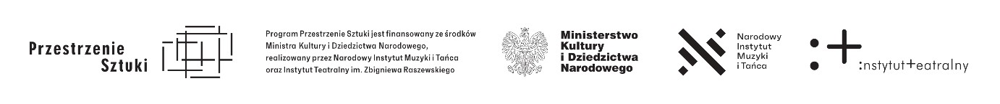 Przestrzenie
Sztuki
Program Przestrzenie Sztuki jest finansowany ze środków
Ministra Kultury i Dziedzictwa Narodowego,
realizowany przez Narodowy Instytut Muzyki i Tańca
oraz Instytut Teatralny im. Zbigniewa Raszewskiego
Ministerstwo
Kultury
i Dziedzictwa
Narodowego
Narodowy
Instytut
Muzyki
i Tańca
:+
:nstytut+eatralny